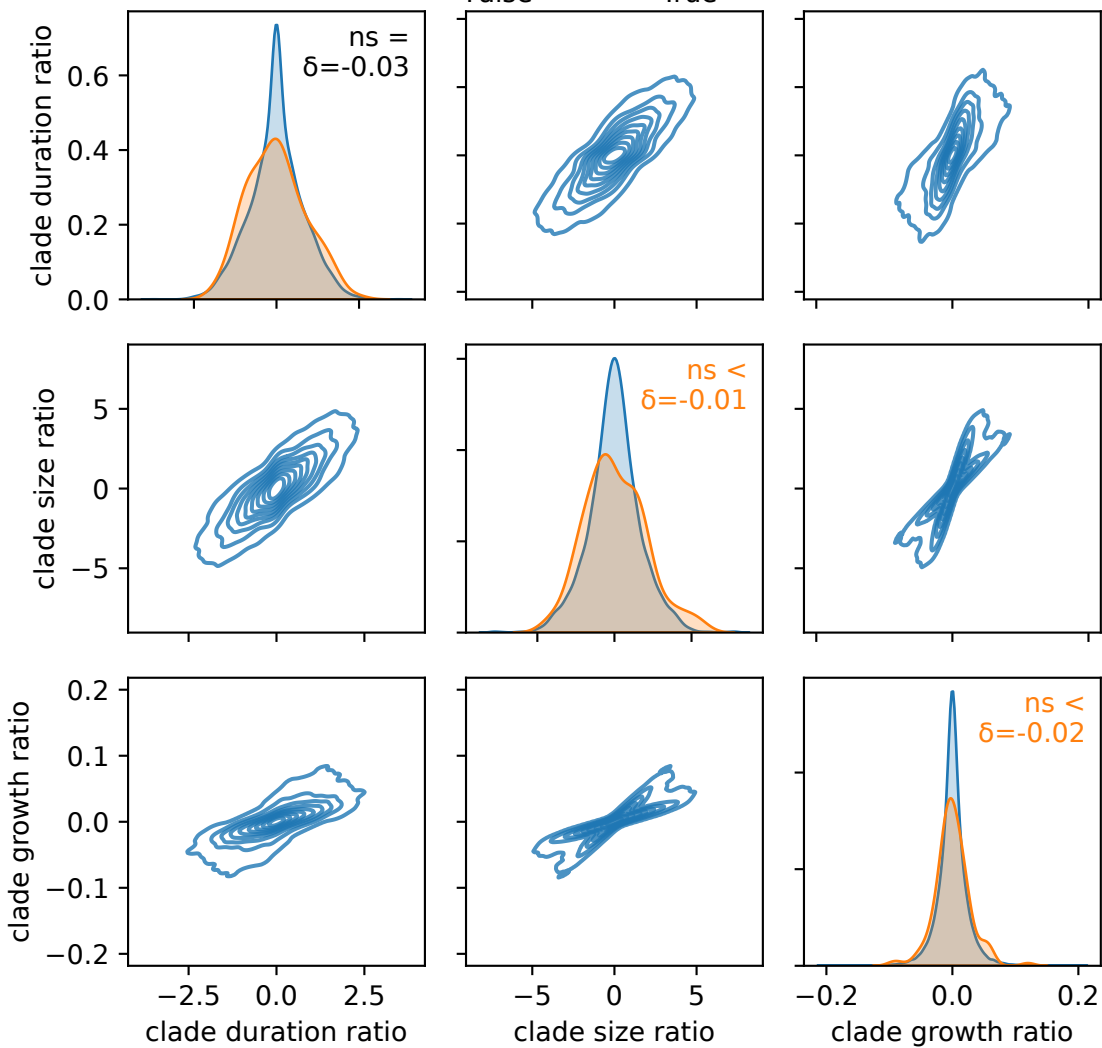 clade duration ratio
0.6
0.4
0.2
0.0
ns =
δ=-0.03
clade size ratio
5
0
−5
ns <
δ=-0.01
clade growth ratio
0.2
0.1
0.0
−0.1
−0.2
ns <
δ=-0.02
−2.5 0.0 2.5
−5 0 5
−0.2 0.0 0.2
clade duration ratio
clade size ratio
clade growth ratio